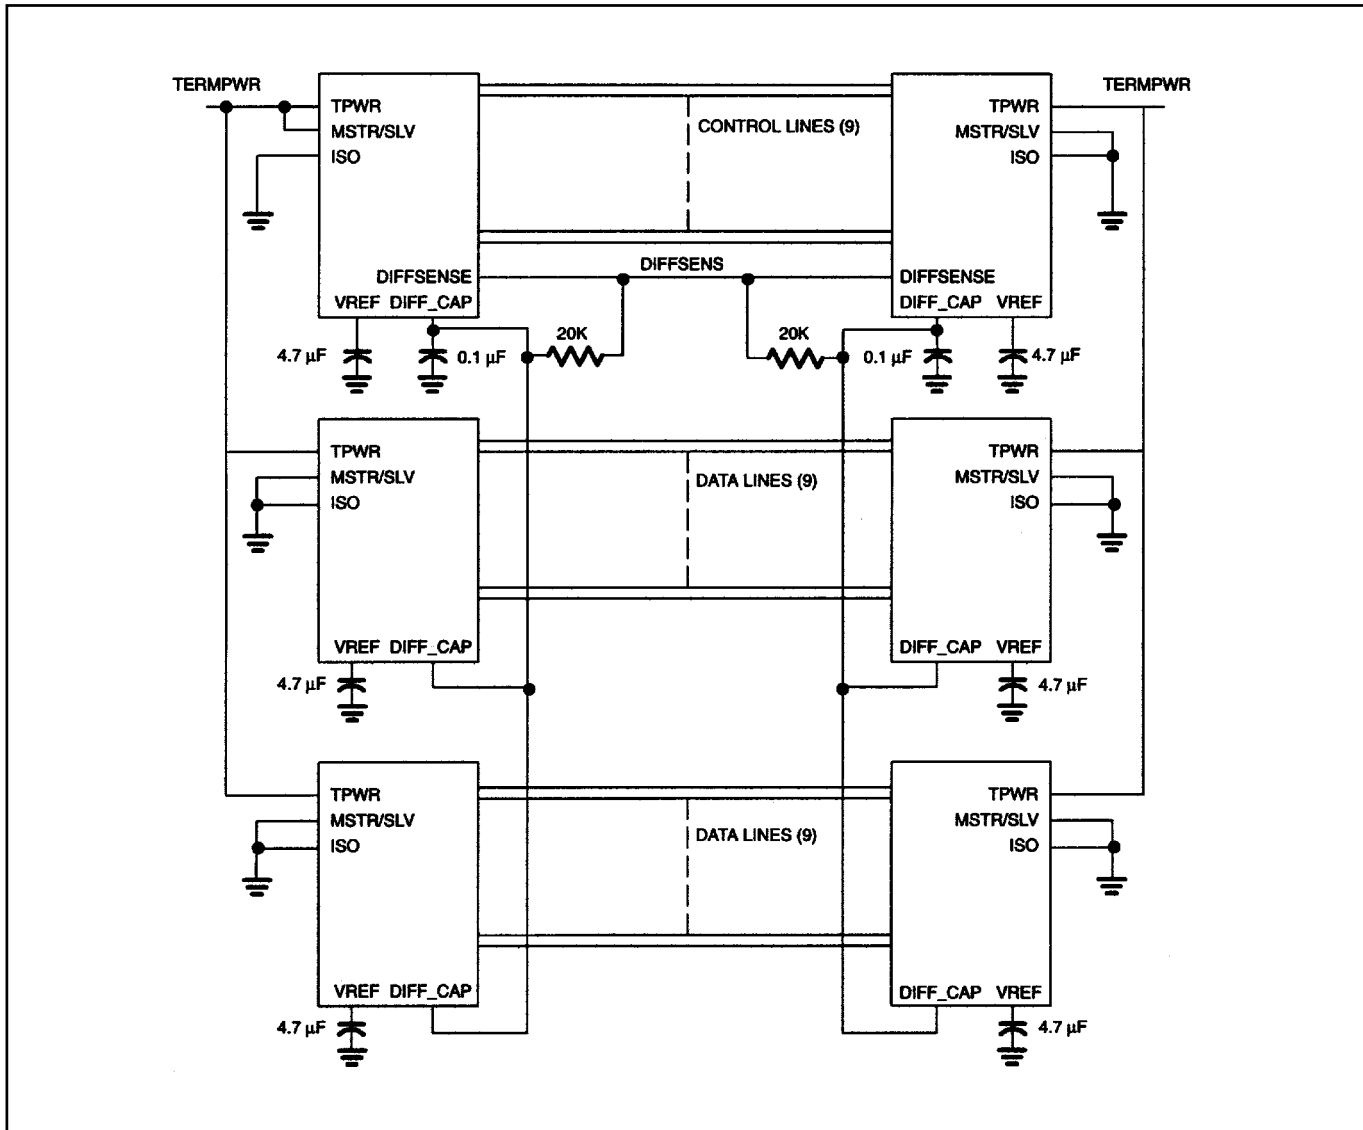 TERMPWR
TERMPWR
TPWR
MSTR/SLV
ISO
CONTROL LINES (9)
TPWR
MSTR/SLV
ISO
DIFFSENS
DIFFSENSE
DIFFSENSE
VREF DIFF_CAP
DIFF_CAP VREF
4.7 µF
0.1 µF
20K
20K
0.1 µF
4.7 µF
TPWR
MSTR/SLV
ISO
DATA LINES (9)
TPWR
MSTR/SLV
ISO
VREF DIFF_CAP
DIFF_CAP VREF
4.7 µF
4.7 µF
TPWR
MSTR/SLV
ISO
DATA LINES (9)
TPWR
MSTR/SLV
ISO
VREF DIFF_CAP
DIFF_CAP VREF
4.7 µF
4.7 µF